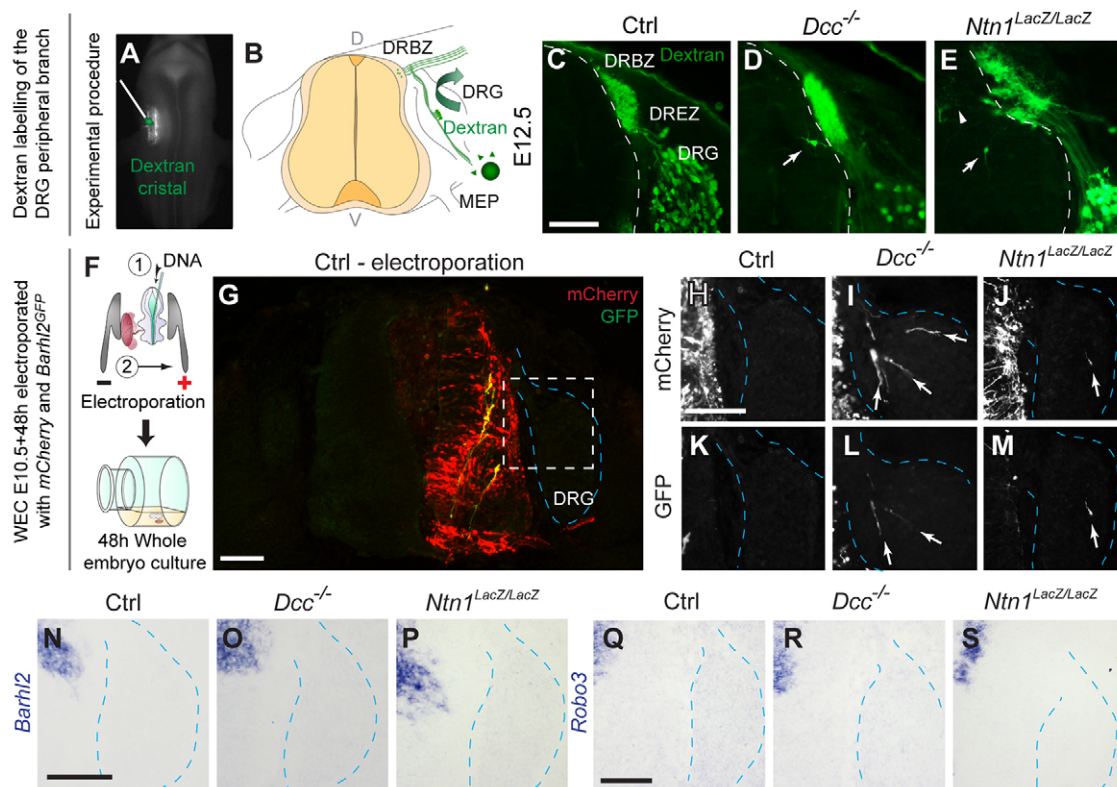 Dextran labelling of the
DRG peripheral branch
Experimental procedure
A
Dextran
cristal
B
D
DRBZ
DRG
Dextran
MEP
V
E12.5
Ctrl
Dcc-/-
Ntn1LacZ/LacZ
C
DRBZ
Dextran
DREZ
DRG
D
E
WEC E10.5+48h electroporated
with mCherry and Barhl2GFP
F
1
DNA
2
Electroporation
48h Whole
embryo culture
Ctrl - electroporation
G
mCherry
GFP
DRG
Ctrl
Dcc-/-
Ntn1LacZ/LacZ
mCherry
H
I
J
GFP
K
L
M
Ctrl
Dcc-/-
Ntn1LacZ/LacZ
Ctrl
Dcc-/-
Ntn1LacZ/LacZ
Barhl2
N
O
P
Robo3
Q
R
S